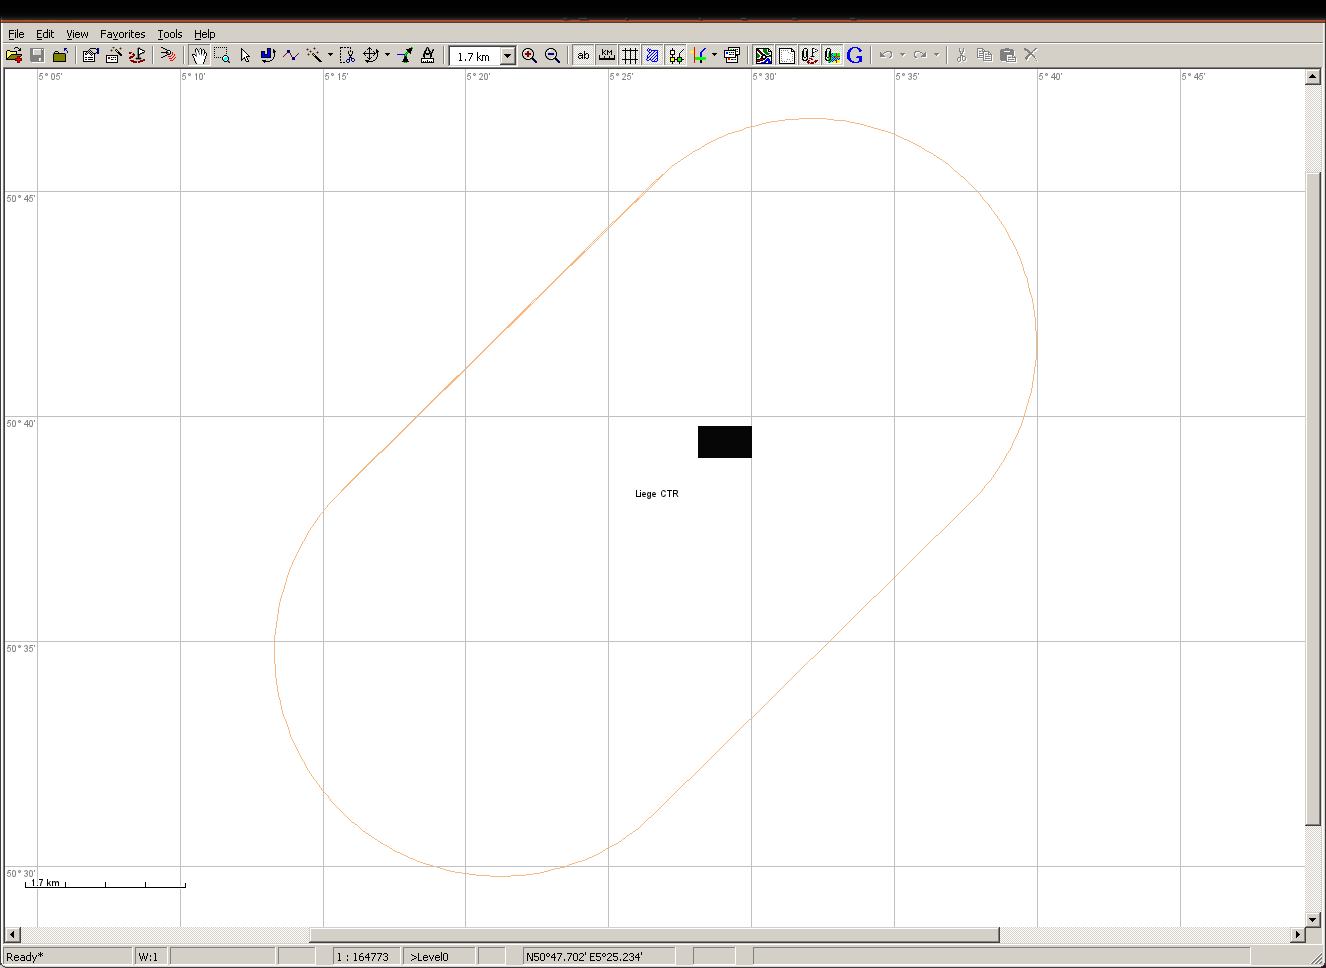 File Edit View Favorites Tools Help
1.7 km ab KM G
5° 05' 5° 10' 5° 15' 5° 20' 5° 25' 5° 30' 5° 35' 5° 40' 5° 45'
50° 45'
50° 40'
Liege CTR
50° 35'
50° 30'
1.7 km
Ready* W:1 1 : 164773 >Level0 N50°47.702' E5°25.234'